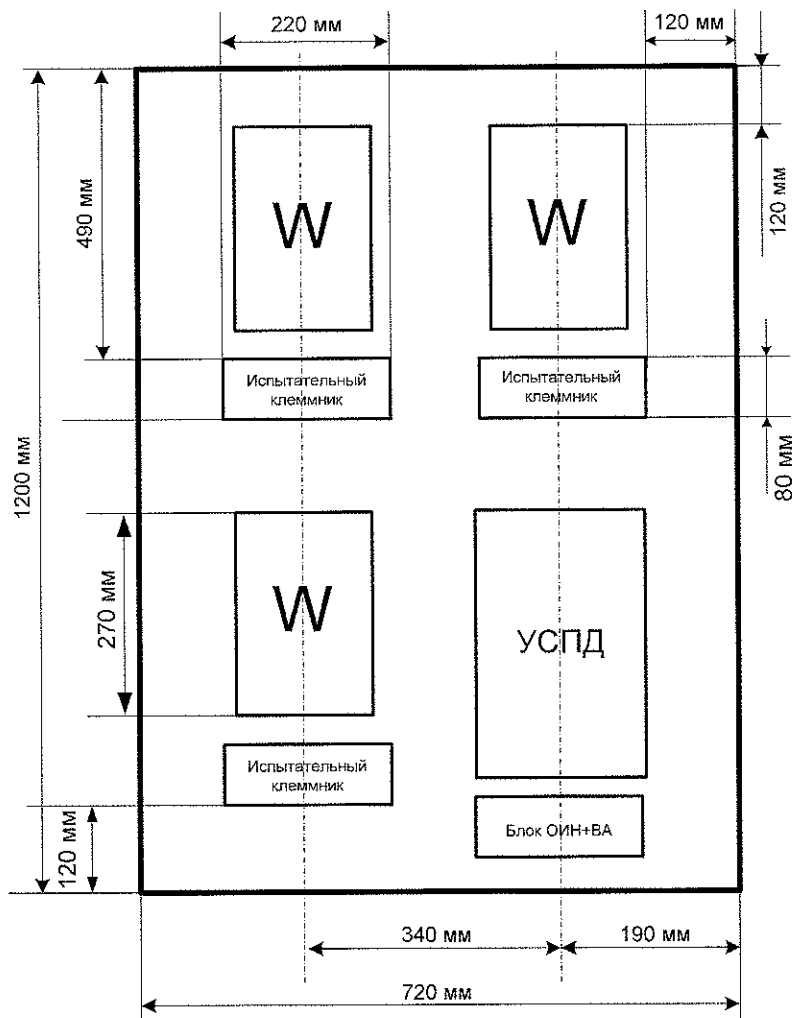 220 мм
120 мм
490 мм
W
W
120 мм
Испытательный
клеммник
Испытательный
клеммник
80 мм
1200 мм
270 мм
W
УСПД
Испытательный
клеммник
120 мм
Блок ОИН+ВА
340 мм
190 мм
720 мм